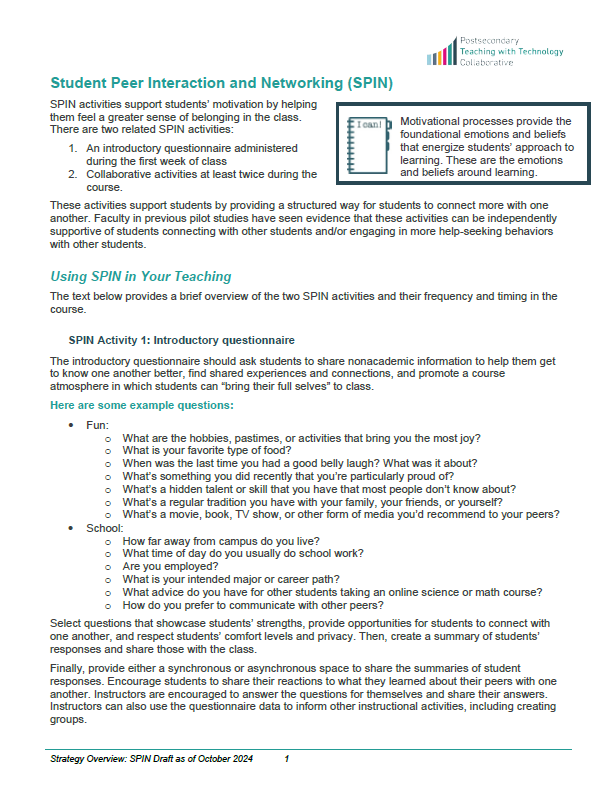 Postsecondary
Teaching with Technology
Collaborative
Student Peer Interaction and Networking (SPIN)
SPIN activities support students' motivation by helping
them feel a greater sense of belonging in the class.
There are two related SPIN activities:
1. An introductory questionnaire administered
during the first week of class
2. Collaborative activities at least twice during the
course.
I can!
Motivational processes provide the
foundational emotions and beliefs
that energize students' approach to
learning. These are the emotions
and beliefs around learning.
These activities support students by providing a structured way for students to connect more with one
another. Faculty in previous pilot studies have seen evidence that these activities can be independently
supportive of students connecting with other students and/or engaging in more help-seeking behaviors
with other students.
Using SPIN in Your Teaching
The text below provides a brief overview of the two SPIN activities and their frequency and timing in the
course.
SPIN Activity 1: Introductory questionnaire
The introductory questionnaire should ask students to share nonacademic information to help them get
to know one another better, find shared experiences and connections, and promote a course
atmosphere in which students can “bring their full selves” to class.
Here are some example questions:
• Fun:
o What are the hobbies, pastimes, or activities that bring you the most joy?
o What is your favorite type of food?
o When was the last time you had a good belly laugh? What was it about?
o What's something you did recently that you're particularly proud of?
o What's a hidden talent or skill that you have that most people don't know about?
o What's a regular tradition you have with your family, your friends, or yourself?
o What's a movie, book, TV show, or other form of media you'd recommend to your peers?
• School:
o How far away from campus do you live?
o What time of day do you usually do school work?
o Are you employed?
o What is your intended major or career path?
o What advice do you have for other students taking an online science or math course?
o How do you prefer to communicate with other peers?
Select questions that showcase students' strengths, provide opportunities for students to connect with
one another, and respect students' comfort levels and privacy. Then, create a summary of students'
responses and share those with the class.
Finally, provide either a synchronous or asynchronous space to share the summaries of student
responses. Encourage students to share their reactions to what they learned about their peers with one
another. Instructors are encouraged to answer the questions for themselves and share their answers.
Instructors can also use the questionnaire data to inform other instructional activities, including creating
groups.
Strategy Overview: SPIN Draft as of October 2024 1